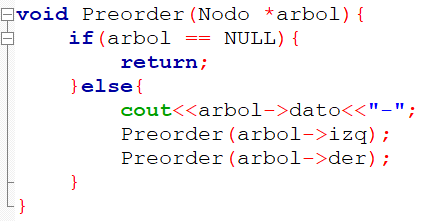 void Preorder(Nodo *arbol){
if(arbol == NULL){
return;
}else{
cout<<arbol->dato<<"-";
Preorder(arbol->izq);
Preorder(arbol->der);
}
}